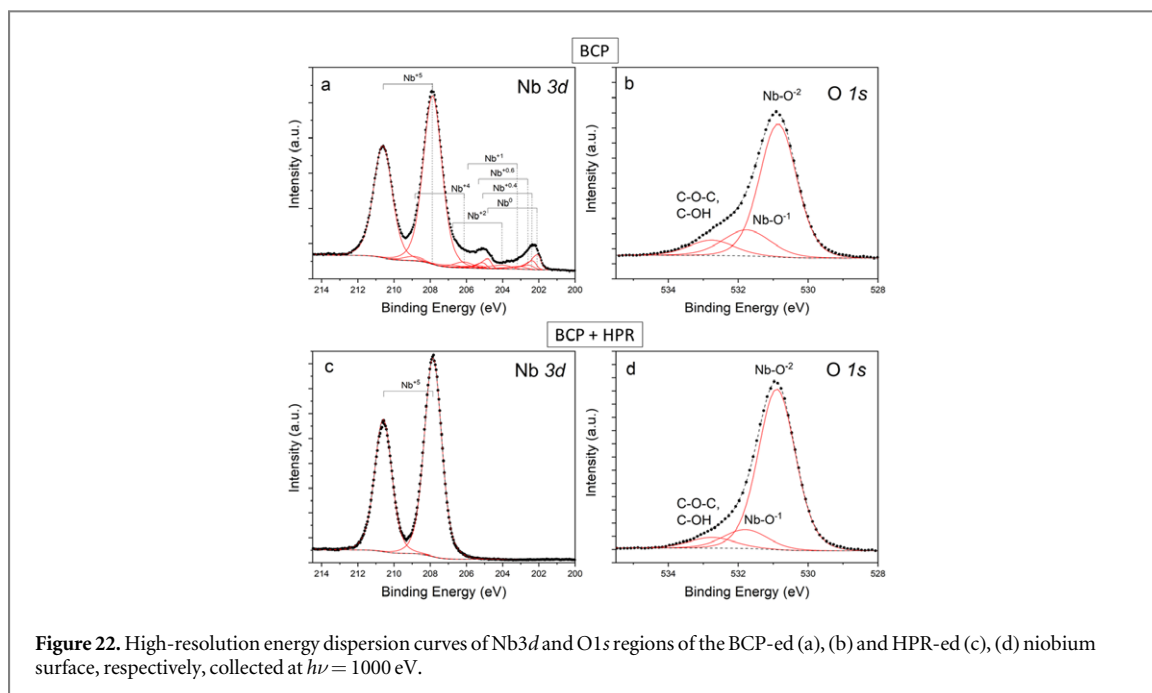 BCP
a
Nb 3d
Nb+5
Nb+1
Nb+0.6
Nb+4
Nb+0.4
Nb0
Nb+2
Intensity (a.u.)
214 212 210 208 206 204 202 200
Binding Energy (eV)
b
O 1s
Nb-O-2
C-O-C,
C-OH
Nb-O-1
Intensity (a.u.)
534 532 530 528
Binding Energy (eV)
BCP + HPR
c
Nb 3d
Nb+5
Intensity (a.u.)
214 212 210 208 206 204 202 200
Binding Energy (eV)
d
O 1s
Nb-O-2
C-O-C,
C-OH
Nb-O-1
Intensity (a.u.)
534 532 530 528
Binding Energy (eV)
Figure 22. High-resolution energy dispersion curves of Nb3d and O1s regions of the BCP-ed (a), (b) and HPR-ed (c), (d) niobium
surface, respectively, collected at hν = 1000 eV.